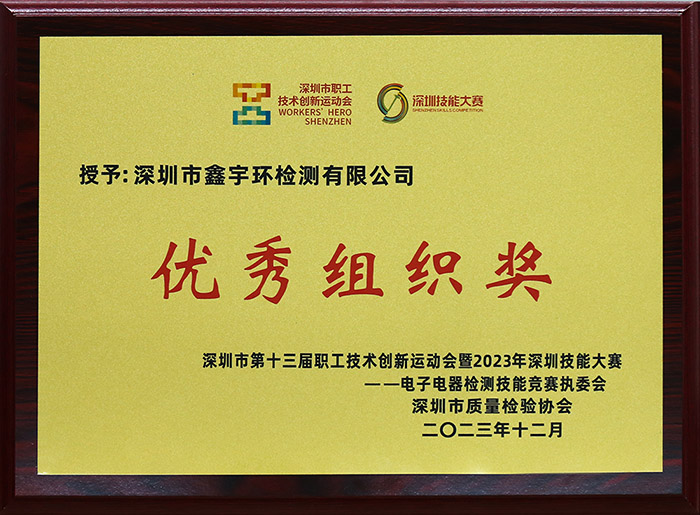 深圳市职工
技术创新运动会
WORKERS' HERO
SHENZHEN
深圳技能大赛
SHENZHEN SKILLS COMPETITION
授予:深圳市鑫宇环检测有限公司
优秀组织奖
深圳市第十三届职工技术创新运动会暨2023年深圳技能大赛
——电子电器检测技能竞赛执委会
深圳市质量检验协会
二〇二三年十二月